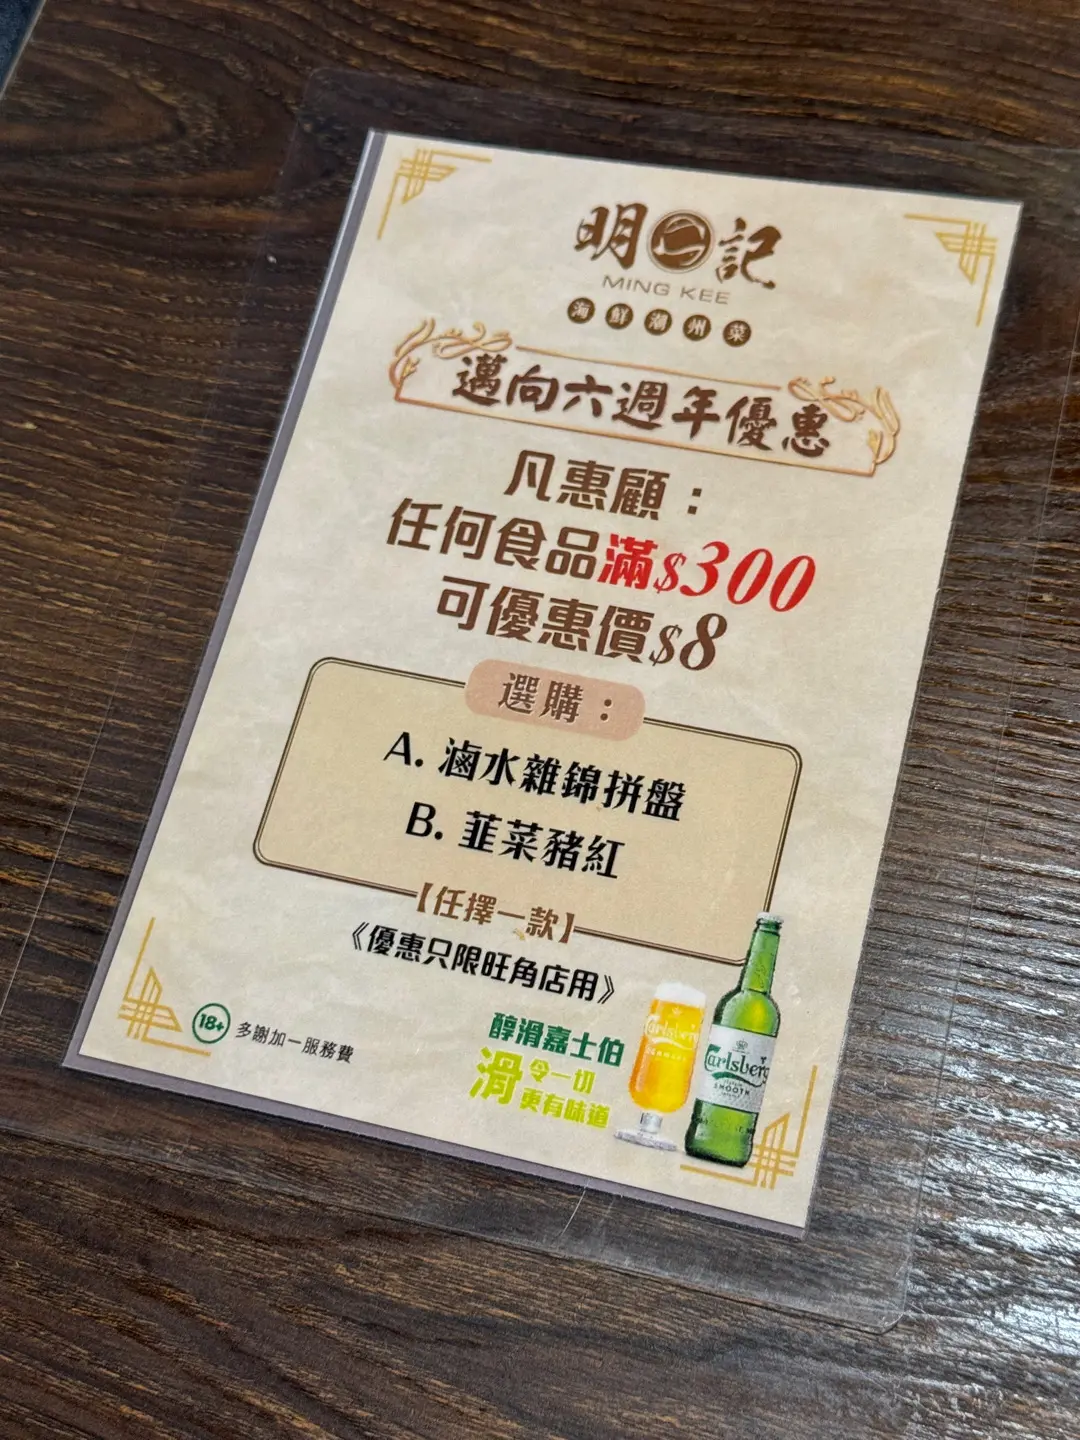 明記
MING KEE
海鮮潮州菜
邁向六週年優惠
凡惠顧：
任何食品滿$300
可優惠價$8
選購：
A. 滷水雜錦拼盤
B. 韮菜豬紅
【任擇一款】
《優惠只限旺角店用》
18+ 多謝加一服務費
醇滑嘉士伯
滑令一切
更有味道
Carlsberg
Carlsberg
SMOOTH